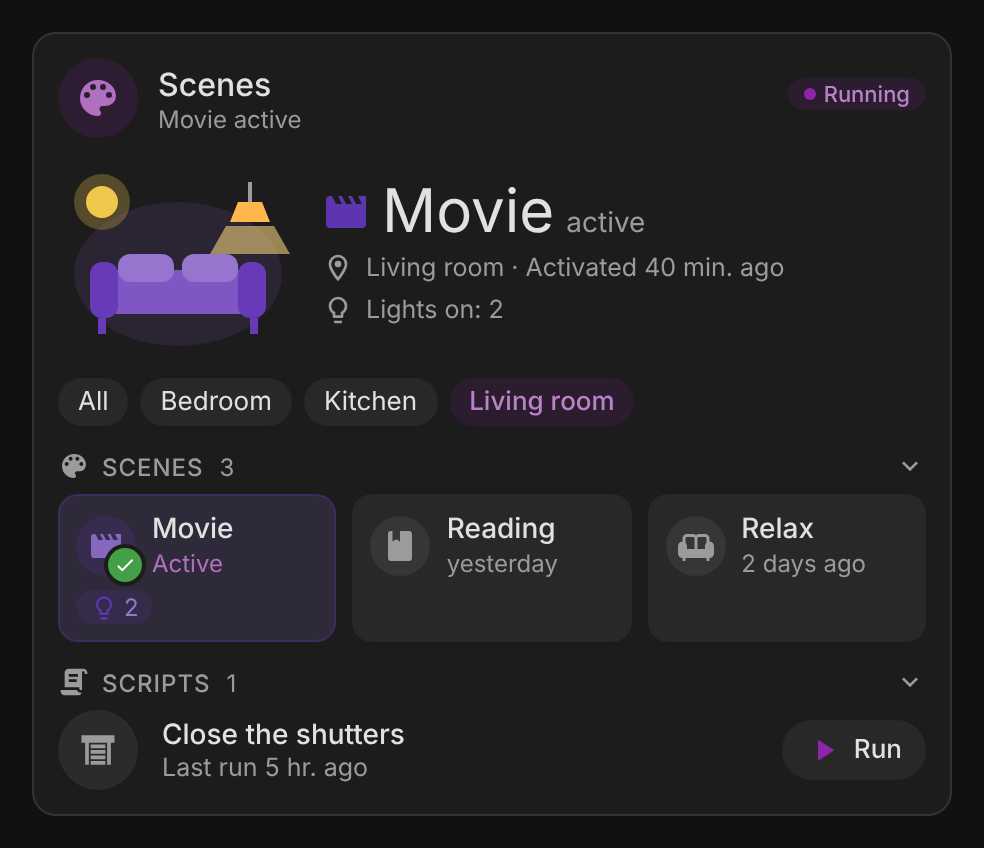 Scenes
Movie active
Running
Movie active
Living room · Activated 40 min. ago
Lights on: 2
All
Bedroom
Kitchen
Living room
SCENES 3
Movie
Active
2
Reading
yesterday
Relax
2 days ago
SCRIPTS 1
Close the shutters
Last run 5 hr. ago
Run